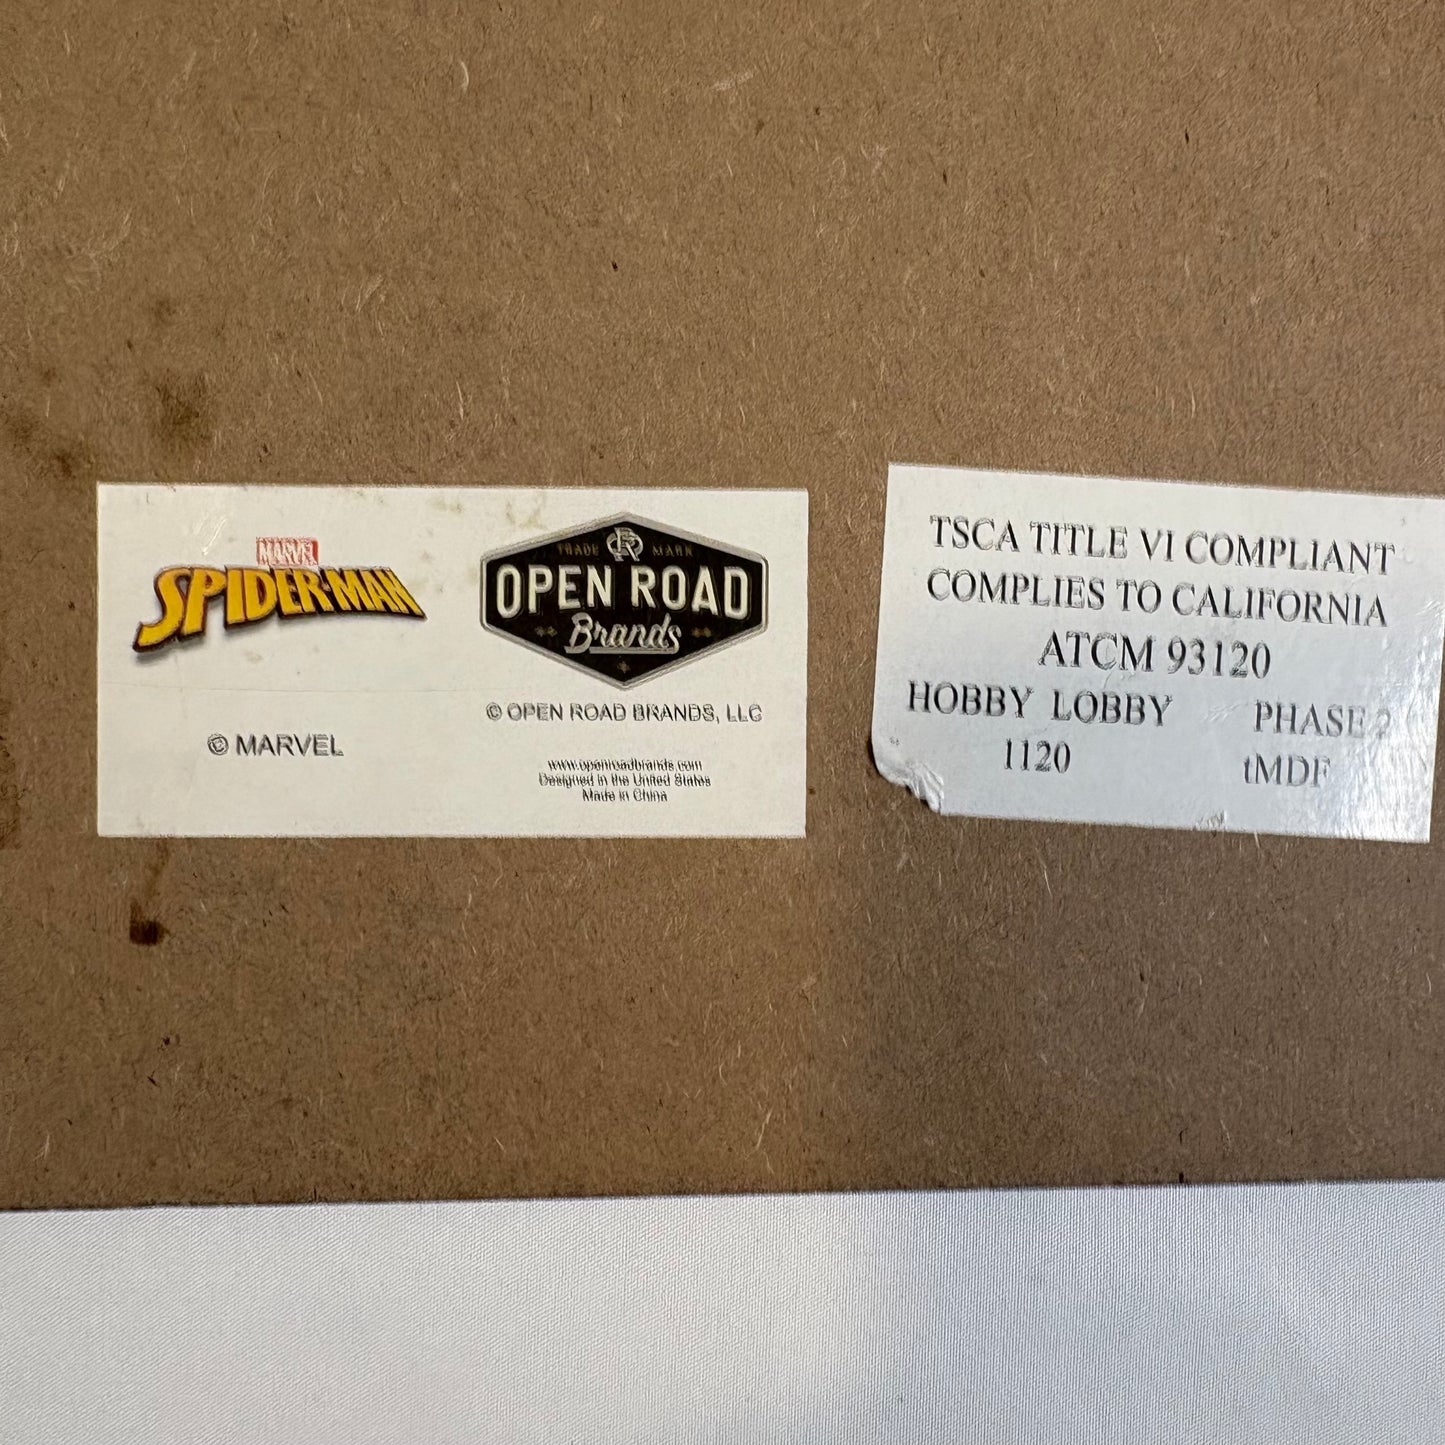 MARVEL
SPIDER-MAN
© MARVEL
TRADE MARK
OPEN ROAD
Brands
© OPEN ROAD BRANDS, LLC
www.openroadbrands.com
Designed in the United States
Made in China
TSCA TITLE VI COMPLIANT
COMPLIES TO CALIFORNIA
ATCM 93120
HOBBY LOBBY PHASE 2
1120 tMDF